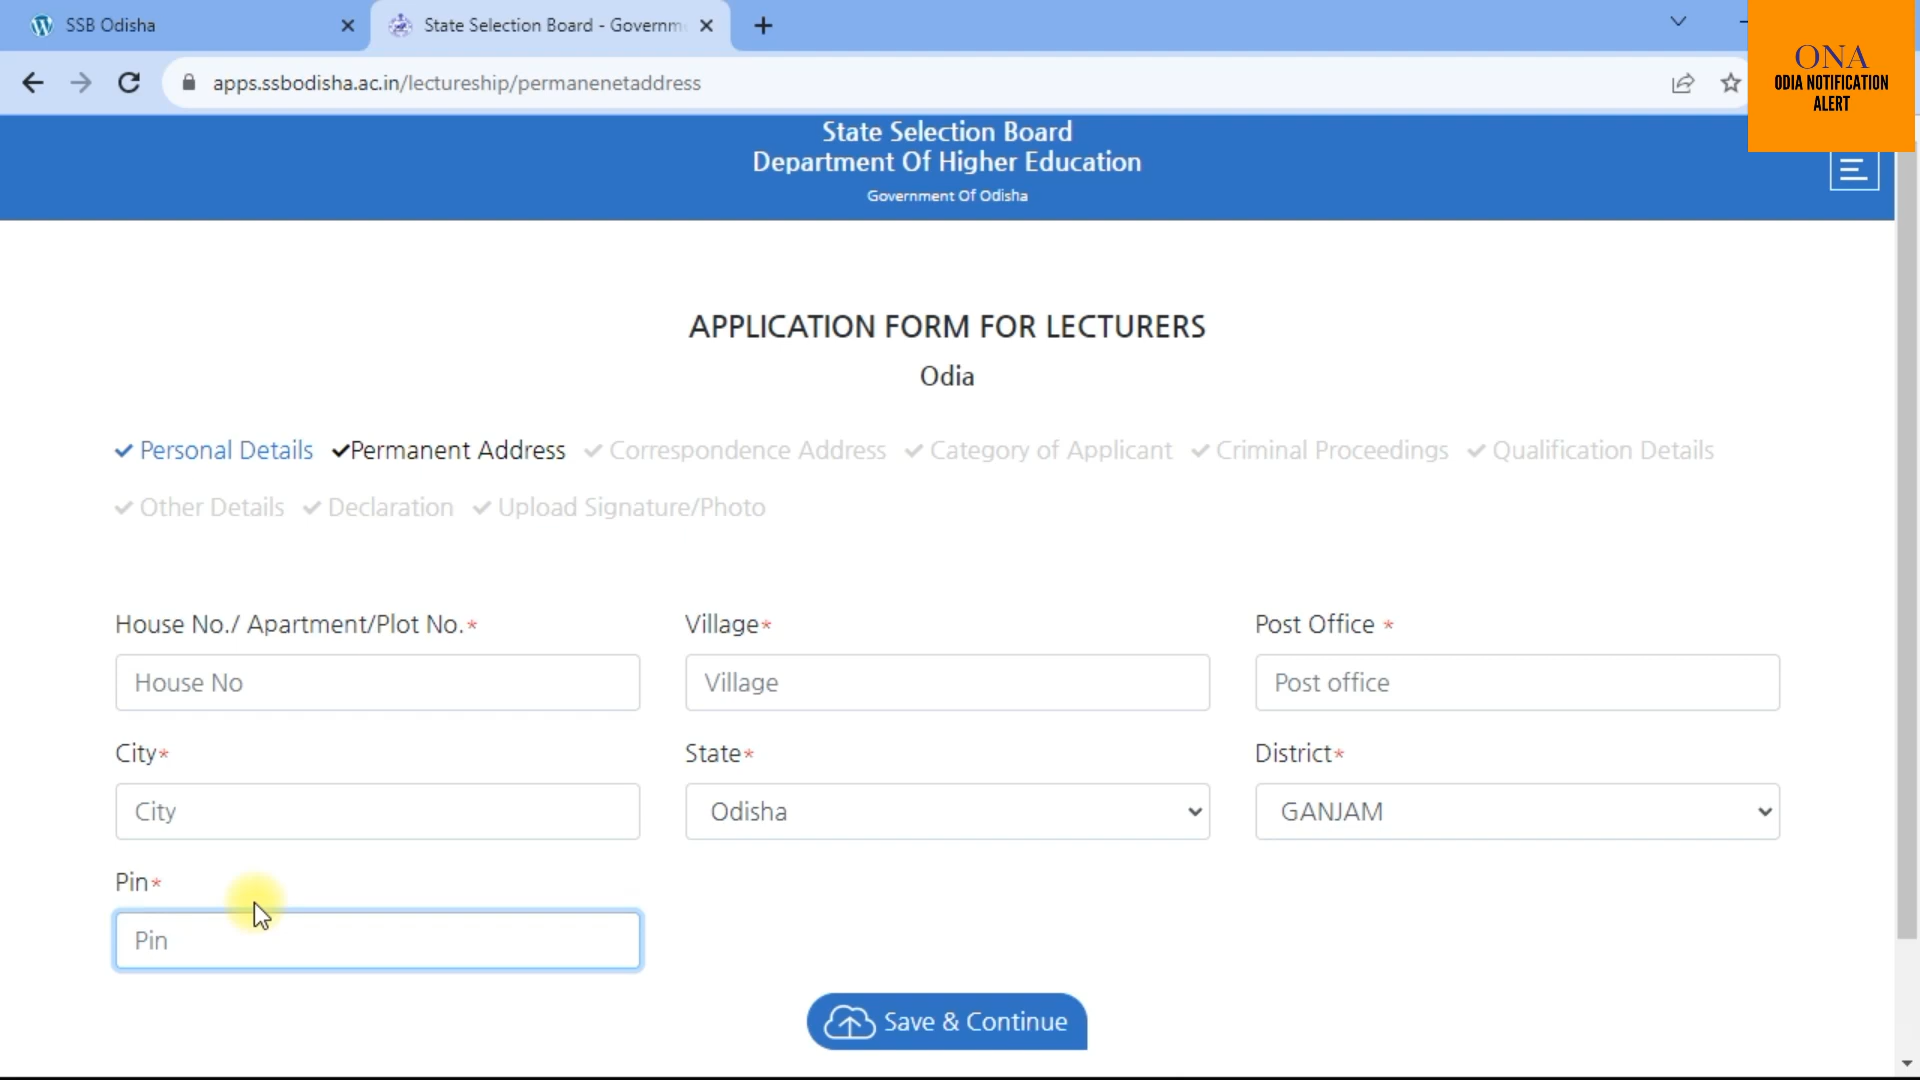 SSB Odisha
State Selection Board - Governm
ONA
ODIA NOTIFICATION
ALERT
apps.ssbodisha.ac.in/lectureship/permanenetaddress
State Selection Board
Department Of Higher Education
Government Of Odisha
APPLICATION FORM FOR LECTURERS
Odia
Personal Details Permanent Address Correspondence Address Category of Applicant Criminal Proceedings Qualification Details
Other Details Declaration Upload Signature/Photo
House No./ Apartment/Plot No.* Village* Post Office *
House No Village Post office
City* State* District*
City Odisha GANJAM
Pin*
Pin
Save & Continue